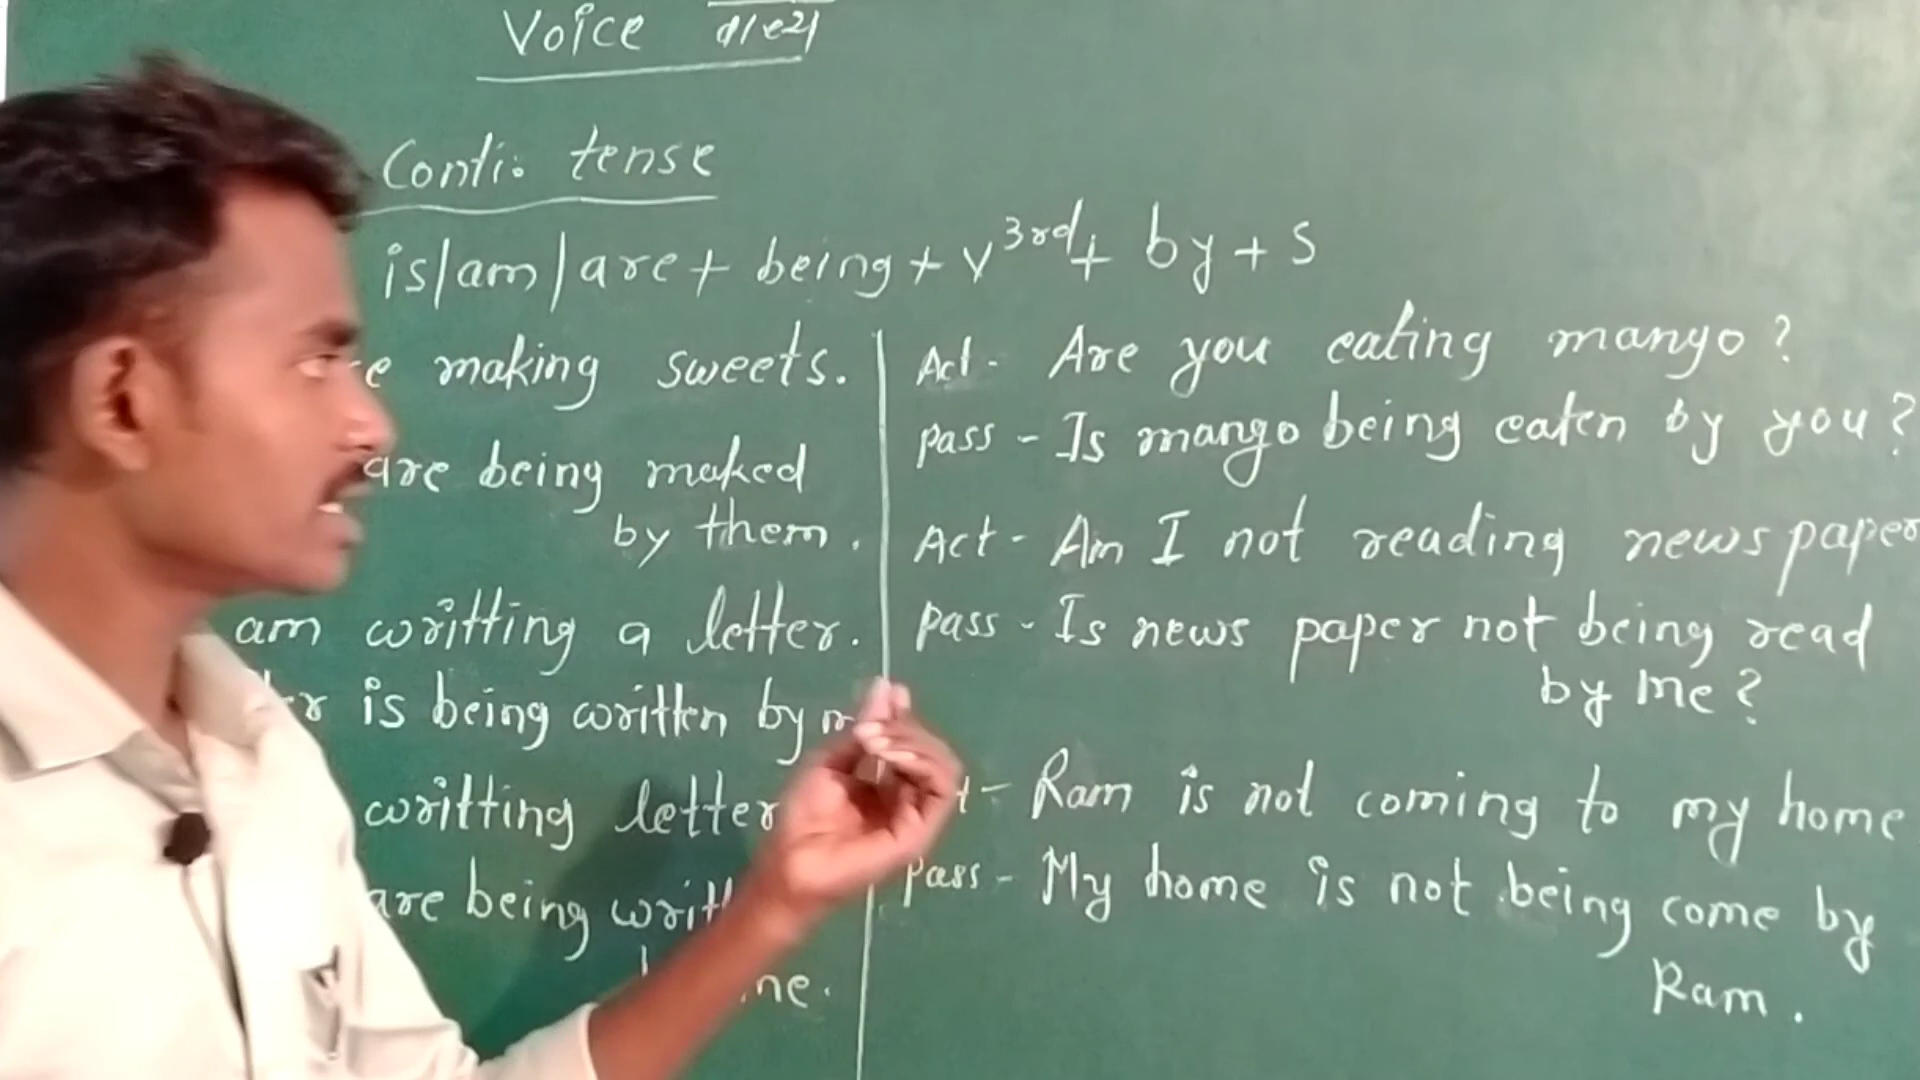 Voice
Conti. tense
is/am/are + being + v3rd + by + S
making sweets.
are being maked
by them.
am writting a letter.
is being written by
writting letter
are being
Act - Are you eating mango?
Pass - Is mango being eaten by you?
Act - Am I not reading news paper
Pass - Is news paper not being read
by me?
Ram is not coming to my home
Pass - My home is not being come by
Ram.